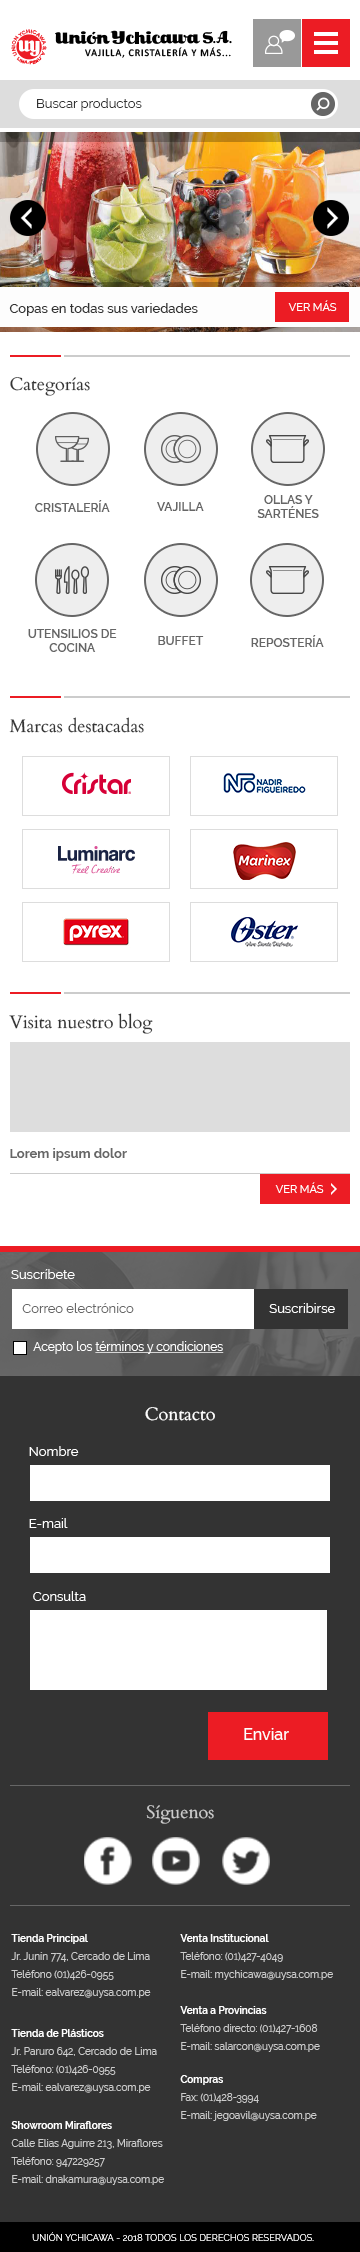 uy
Unión Ychicawa S.A.
VAJILLA, CRISTALERÍA Y MÁS...
Buscar productos
Copas en todas sus variedades
VER MÁS
Categorías
CRISTALERÍA
VAJILLA
OLLAS Y
SARTÉNES
UTENSILIOS DE
COCINA
BUFFET
REPOSTERÍA
Marcas destacadas
Cristar
NF NADIR
FIGUEIREDO
Luminarc
Feel Creative
Marinex
pyrex
Oster
Vive Siente Disfruta
Visita nuestro blog
Lorem ipsum dolor
VER MÁS
Suscríbete
Correo electrónico
Suscribirse
Acepto los términos y condiciones
Contacto
Nombre
E-mail
Consulta
Enviar
Síguenos
Tienda Principal
Jr. Junín 774, Cercado de Lima
Teléfono (01)426-0955
E-mail: ealvarez@uysa.com.pe
Tienda de Plásticos
Jr. Paruro 642, Cercado de Lima
Teléfono: (01)426-0955
E-mail: ealvarez@uysa.com.pe
Showroom Miraflores
Calle Elias Aguirre 213, Miraflores
Teléfono: 947229257
E-mail: dnakamura@uysa.com.pe
Venta Institucional
Teléfono: (01)427-4049
E-mail: mychicawa@uysa.com.pe
Venta a Provincias
Teléfono directo: (01)427-1608
E-mail: salarcon@uysa.com.pe
Compras
Fax: (01)428-3994
E-mail: jegoavil@uysa.com.pe
UNIÓN YCHICAWA - 2018 TODOS LOS DERECHOS RESERVADOS.